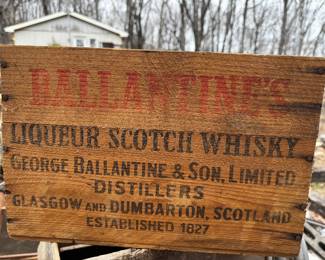 BALLANTINE'S
LIQUEUR SCOTCH WHISKY
GEORGE BALLANTINE & SON, LIMITED
DISTILLERS
GLASGOW AND DUMBARTON, SCOTLAND
ESTABLISHED 1827